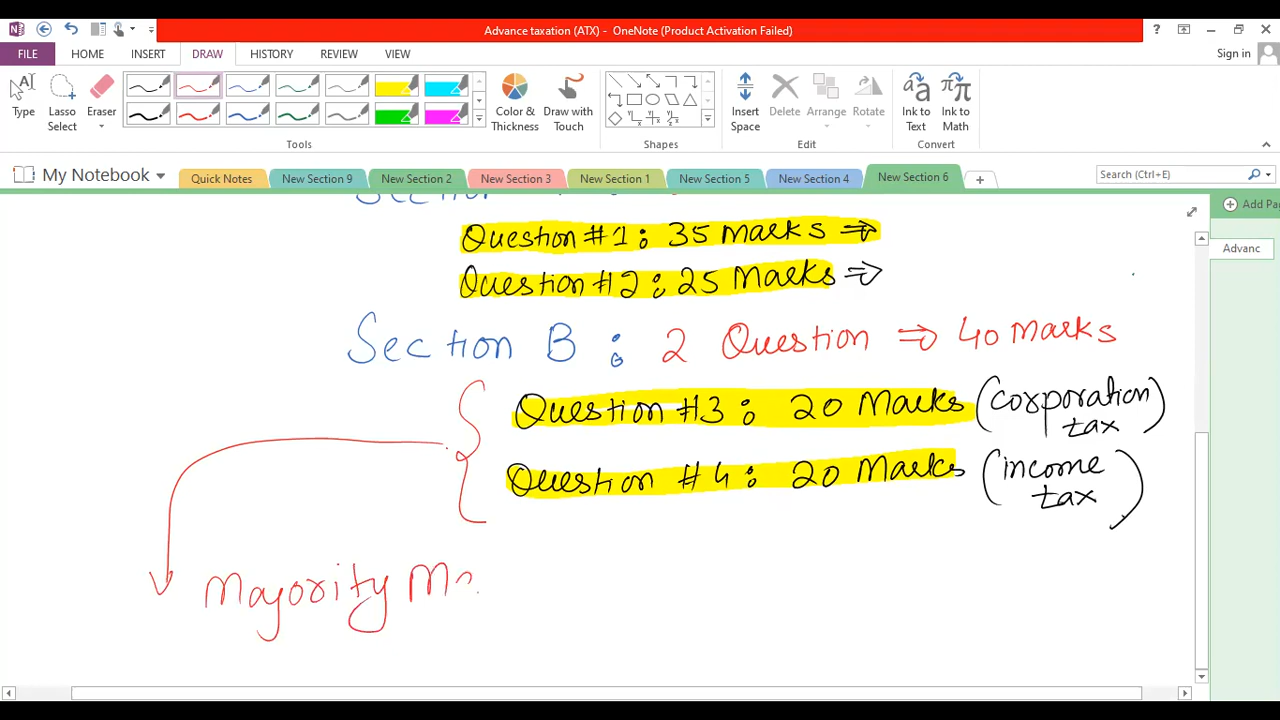 Advance taxation (ATX) - OneNote (Product Activation Failed)
FILE HOME INSERT DRAW HISTORY REVIEW VIEW Sign in
Type Lasso Select Eraser Color & Thickness Draw with Touch Insert Space Delete Arrange Rotate Ink to Text Ink to Math
Tools Shapes Edit Convert
My Notebook Quick Notes New Section 9 New Section 2 New Section 3 New Section 1 New Section 5 New Section 4 New Section 6 Search (Ctrl+E)
Add Pag
Advanc
Question #1: 35 Marks ⇒
Question #2: 25 Marks ⇒
Section B : 2 Question ⇒ 40 Marks
Question #3 : 20 Marks (corporation tax)
Question #4 : 20 Marks (income tax)
Majority Ma